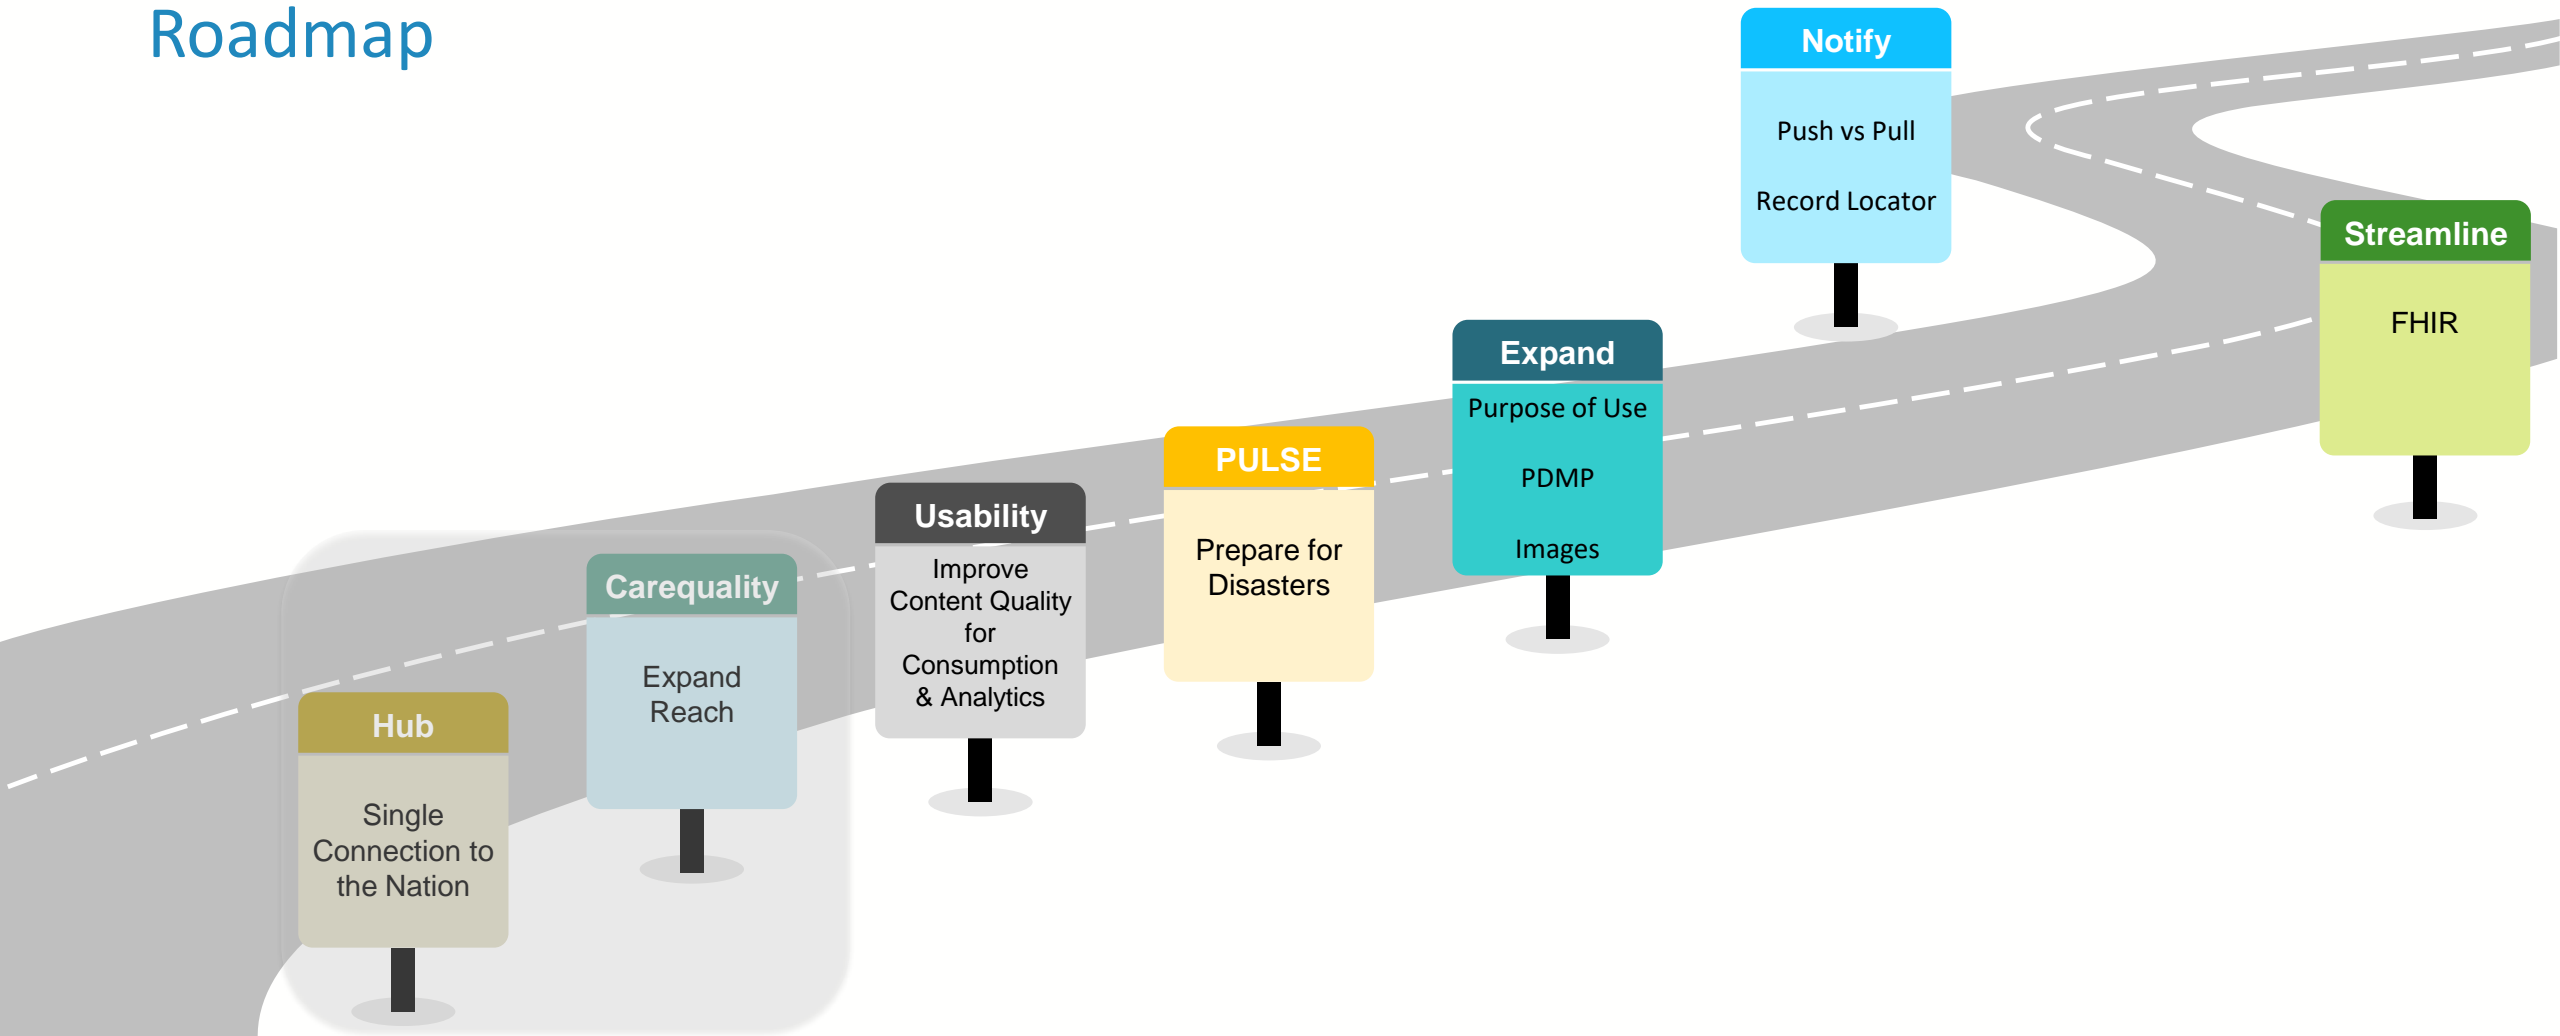 Roadmap
Hub
Single
Connection to
the Nation
Carequality
Expand
Reach
Usability
Improve
Content Quality
for
Consumption
& Analytics
PULSE
Prepare for
Disasters
Expand
Purpose of Use
PDMP
Images
Notify
Push vs Pull
Record Locator
Streamline
FHIR